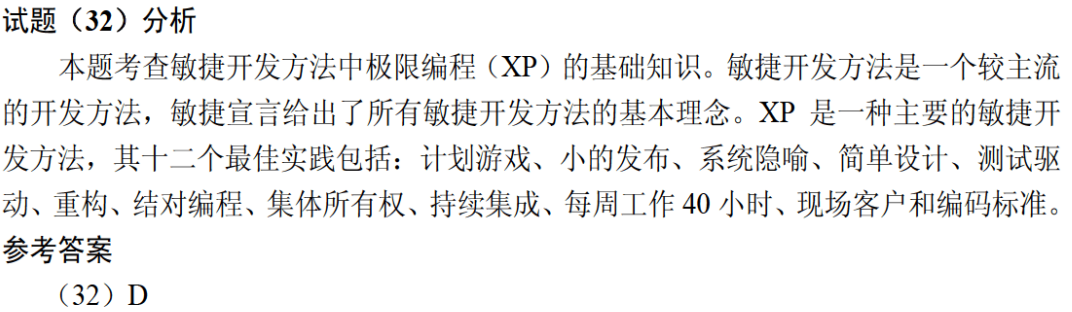 试题（32）分析
本题考查敏捷开发方法中极限编程（XP）的基础知识。敏捷开发方法是一个较主流
的开发方法，敏捷宣言给出了所有敏捷开发方法的基本理念。XP 是一种主要的敏捷开
发方法，其十二个最佳实践包括：计划游戏、小的发布、系统隐喻、简单设计、测试驱
动、重构、结对编程、集体所有权、持续集成、每周工作 40 小时、现场客户和编码标准。
参考答案
（32）D